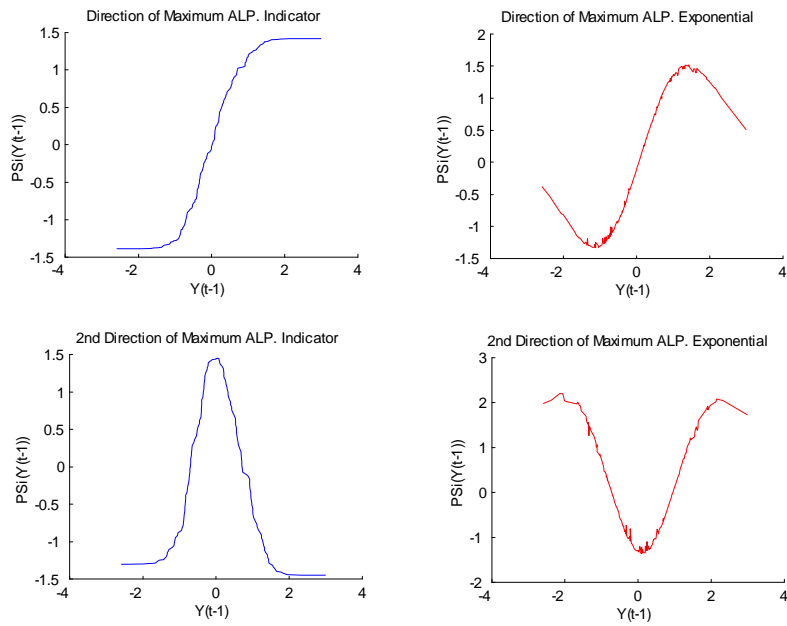 Direction of Maximum ALP. Indicator
1.5
1
0.5
0
-0.5
-1
-1.5
PSi(Y(t-1))
-4 -2 0 2 4
Y(t-1)
Direction of Maximum ALP. Exponential
2
1.5
1
0.5
0
-0.5
-1
-1.5
PSi(Y(t-1))
-4 -2 0 2 4
Y(t-1)
2nd Direction of Maximum ALP. Indicator
1.5
1
0.5
0
-0.5
-1
-1.5
PSi(Y(t-1))
-4 -2 0 2 4
Y(t-1)
2nd Direction of Maximum ALP. Exponential
3
2
1
0
-1
-2
PSi(Y(t-1))
-4 -2 0 2 4
Y(t-1)